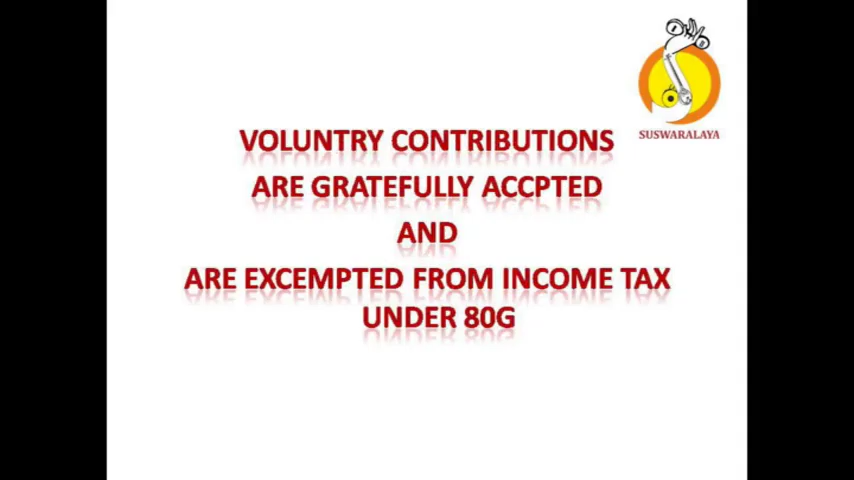 SUSWARALAYA
VOLUNTRY CONTRIBUTIONS
ARE GRATEFULLY ACCPTED
AND
ARE EXCEMPTED FROM INCOME TAX
UNDER 80G